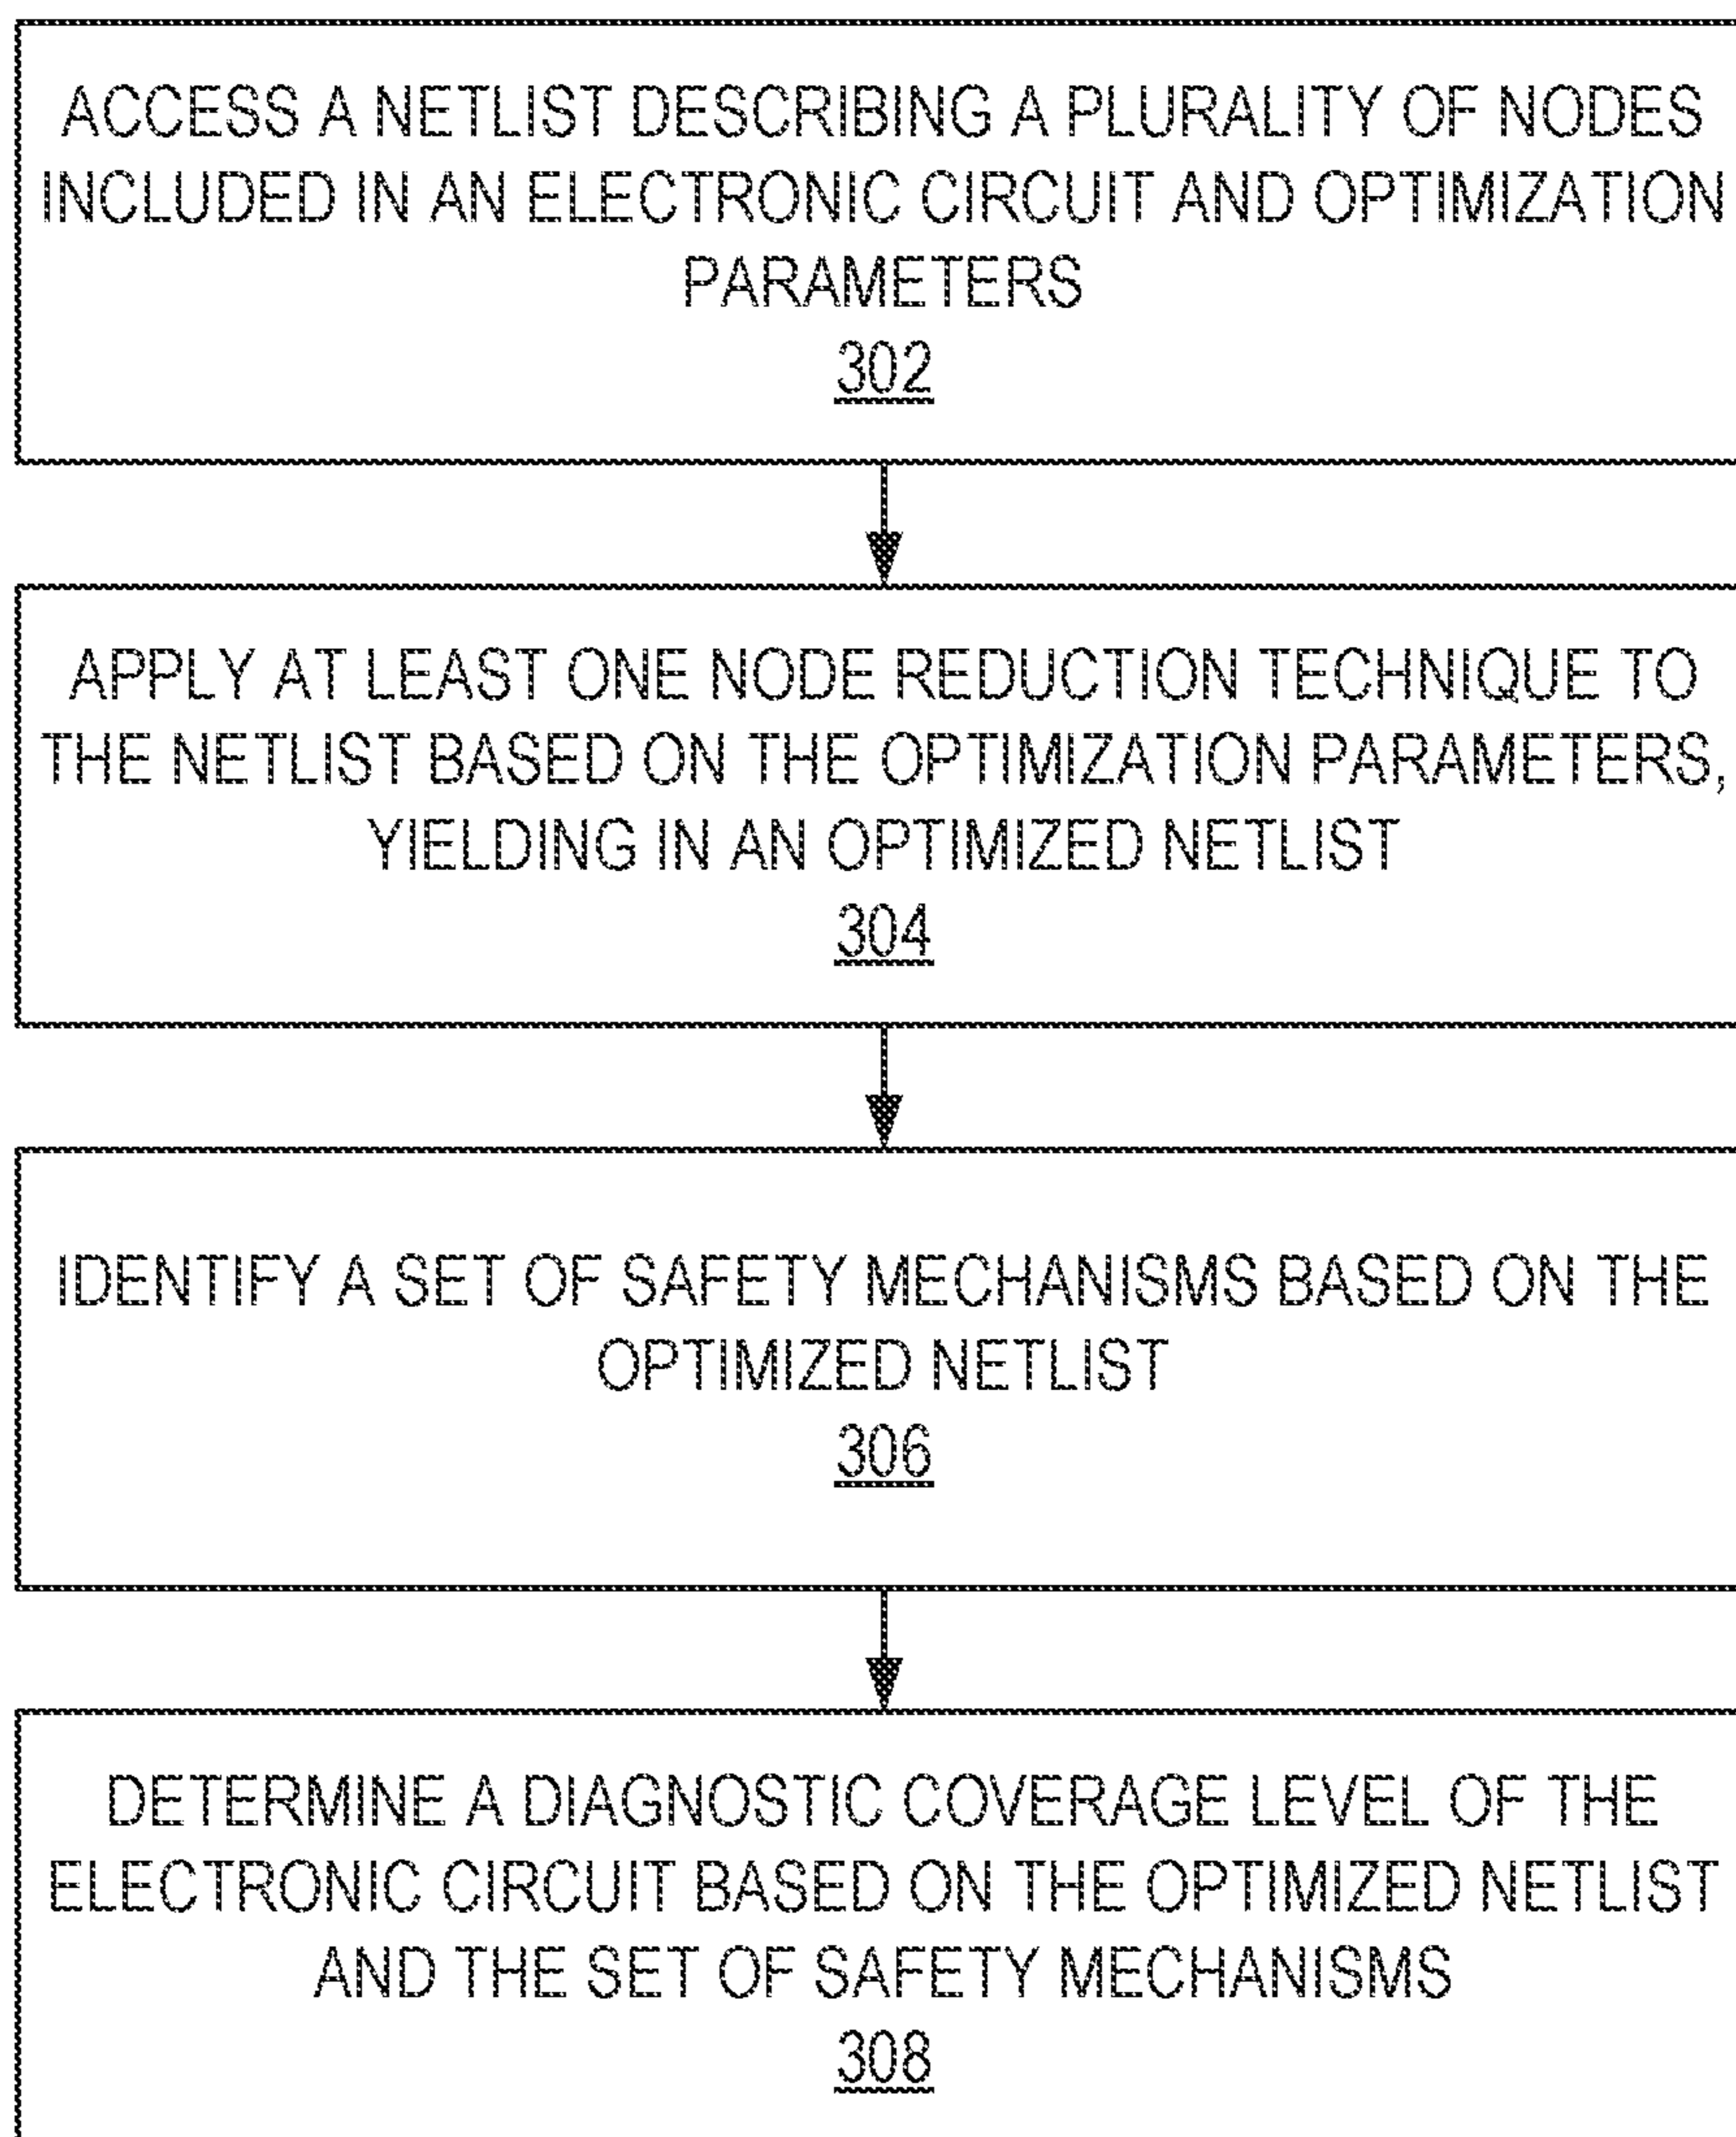 ACCESS A NETLIST DESCRIBING A PLURALITY OF NODES
INCLUDED IN AN ELECTRONIC CIRCUIT AND OPTIMIZATION
PARAMETERS
302
APPLY AT LEAST ONE NODE REDUCTION TECHNIQUE TO
THE NETLIST BASED ON THE OPTIMIZATION PARAMETERS,
YIELDING IN AN OPTIMIZED NETLIST
304
IDENTIFY A SET OF SAFETY MECHANISMS BASED ON THE
OPTIMIZED NETLIST
306
DETERMINE A DIAGNOSTIC COVERAGE LEVEL OF THE
ELECTRONIC CIRCUIT BASED ON THE OPTIMIZED NETLIST
AND THE SET OF SAFETY MECHANISMS
308